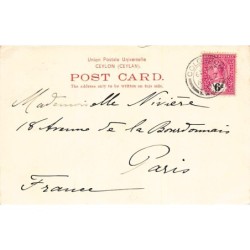 Union Postale Universelle
CEYLON (CEYLAN)
POST CARD.
The address only to be written on this side.
Mademoiselle Nivière
18 Avenue de la Bourdonnais
Paris
France